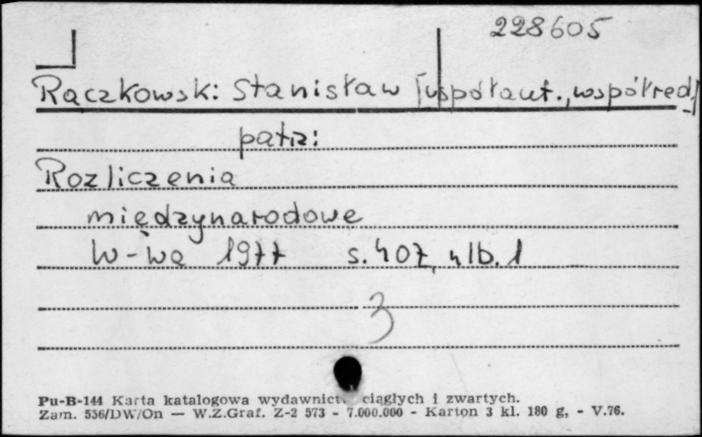 228605
Rączkowski Stanisław [współaut., współred.]
patrz:
Rozliczenia
międzynarodowe
W-wa 1977 s. 407, nlb. 1
3
Pu-B-144 Karta katalogowa wydawnictw ciągłych i zwartych.
Zam. 556/DW/On — W.Z.Graf. Z-2 573 - 7.000.000 - Karton 3 kl. 180 g, - V.76.